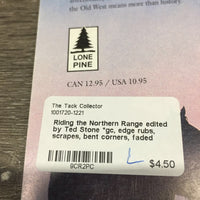 the Old West means more than history.
LONE
PINE
CAN 12.95 / USA 10.95
The Tack Collector
1001720-1221
Riding the Northern Range edited
by Ted Stone *gc, edge rubs,
scrapes, bent corners, faded
9CR2PC
L
$4.50